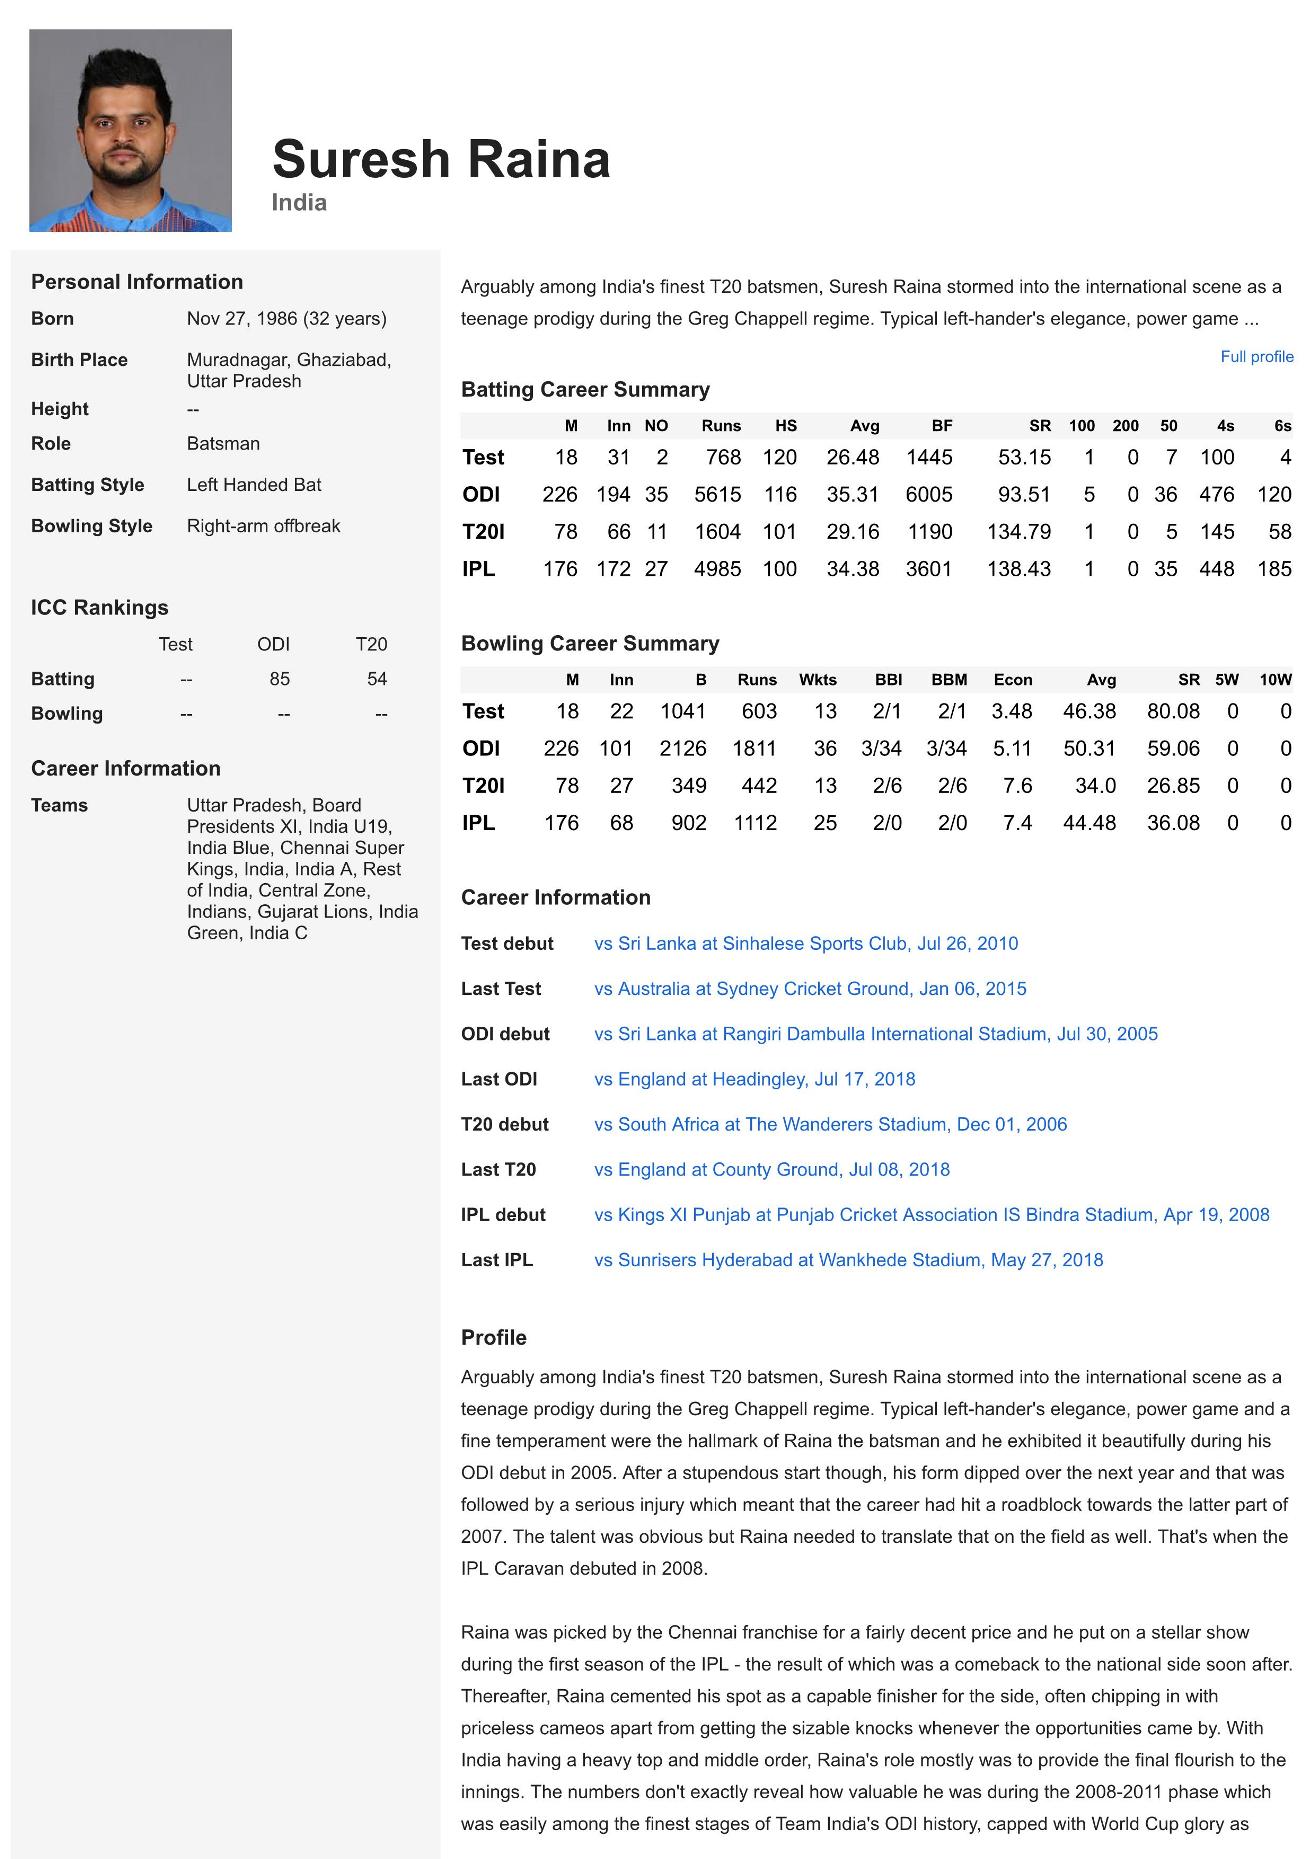 Suresh Raina
India
Personal Information
Born Nov 27, 1986 (32 years)
Birth Place Muradnagar, Ghaziabad,
Uttar Pradesh
Height --
Role Batsman
Batting Style Left Handed Bat
Bowling Style Right-arm offbreak
ICC Rankings
Test ODI T20
Batting -- 85 54
Bowling -- -- --
Career Information
Teams Uttar Pradesh, Board
Presidents XI, India U19,
India Blue, Chennai Super
Kings, India, India A, Rest
of India, Central Zone,
Indians, Gujarat Lions, India
Green, India C
Arguably among India's finest T20 batsmen, Suresh Raina stormed into the international scene as a
teenage prodigy during the Greg Chappell regime. Typical left-hander's elegance, power game ...
Full profile
Batting Career Summary
M Inn NO Runs HS Avg BF SR 100 200 50 4s 6s
Test 18 31 2 768 120 26.48 1445 53.15 1 0 7 100 4
ODI 226 194 35 5615 116 35.31 6005 93.51 5 0 36 476 120
T20I 78 66 11 1604 101 29.16 1190 134.79 1 0 5 145 58
IPL 176 172 27 4985 100 34.38 3601 138.43 1 0 35 448 185
Bowling Career Summary
M Inn B Runs Wkts BBI BBM Econ Avg SR 5W 10W
Test 18 22 1041 603 13 2/1 2/1 3.48 46.38 80.08 0 0
ODI 226 101 2126 1811 36 3/34 3/34 5.11 50.31 59.06 0 0
T20I 78 27 349 442 13 2/6 2/6 7.6 34.0 26.85 0 0
IPL 176 68 902 1112 25 2/0 2/0 7.4 44.48 36.08 0 0
Career Information
Test debut vs Sri Lanka at Sinhalese Sports Club, Jul 26, 2010
Last Test vs Australia at Sydney Cricket Ground, Jan 06, 2015
ODI debut vs Sri Lanka at Rangiri Dambulla International Stadium, Jul 30, 2005
Last ODI vs England at Headingley, Jul 17, 2018
T20 debut vs South Africa at The Wanderers Stadium, Dec 01, 2006
Last T20 vs England at County Ground, Jul 08, 2018
IPL debut vs Kings XI Punjab at Punjab Cricket Association IS Bindra Stadium, Apr 19, 2008
Last IPL vs Sunrisers Hyderabad at Wankhede Stadium, May 27, 2018
Profile
Arguably among India's finest T20 batsmen, Suresh Raina stormed into the international scene as a
teenage prodigy during the Greg Chappell regime. Typical left-hander's elegance, power game and a
fine temperament were the hallmark of Raina the batsman and he exhibited it beautifully during his
ODI debut in 2005. After a stupendous start though, his form dipped over the next year and that was
followed by a serious injury which meant that the career had hit a roadblock towards the latter part of
2007. The talent was obvious but Raina needed to translate that on the field as well. That's when the
IPL Caravan debuted in 2008.
Raina was picked by the Chennai franchise for a fairly decent price and he put on a stellar show
during the first season of the IPL - the result of which was a comeback to the national side soon after.
Thereafter, Raina cemented his spot as a capable finisher for the side, often chipping in with
priceless cameos apart from getting the sizable knocks whenever the opportunities came by. With
India having a heavy top and middle order, Raina's role mostly was to provide the final flourish to the
innings. The numbers don't exactly reveal how valuable he was during the 2008-2011 phase which
was easily among the finest stages of Team India's ODI history, capped with World Cup glory as